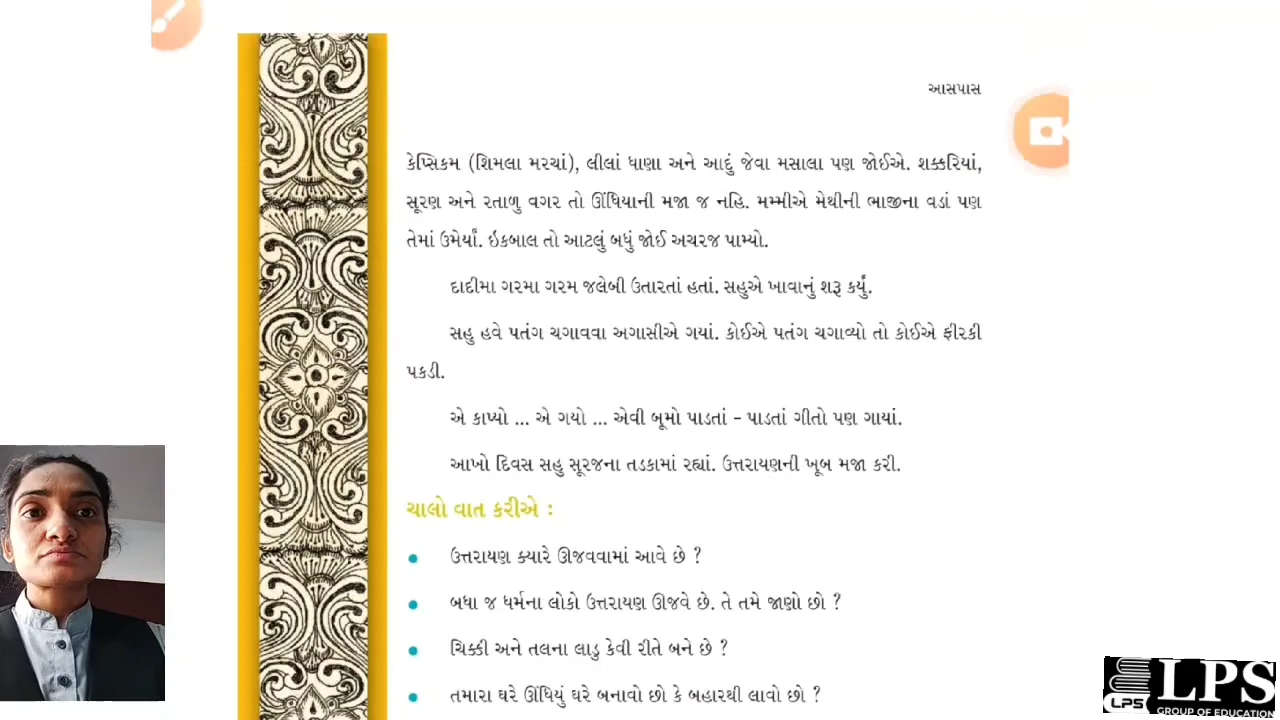 આસપાસ
કેપ્સિકમ (શિમલા મરચાં), લીલાં ધાણા અને આદું જેવા મસાલા પણ જોઈએ. શક્કરિયાં,
સૂરણ અને રતાળુ વગર તો ઊંધિયાની મજા જ નહિ. મમ્મીએ મેથીની ભાજીના વડાં પણ
તેમાં ઉમેર્યાં. ઇકબાલ તો આટલું બધું જોઈ અચરજ પામ્યો.
દાદીમા ગરમા ગરમ જલેબી ઉતારતાં હતાં. સહુએ ખાવાનું શરૂ કર્યું.
સહુ હવે પતંગ ચગાવવા અગાસીએ ગયાં. કોઈએ પતંગ ચગાવ્યો તો કોઈએ ફીરકી
પકડી.
એ કાપ્યો ... એ ગયો ... એવી બૂમો પાડતાં - પાડતાં ગીતો પણ ગાયાં.
આખો દિવસ સહુ સૂરજના તડકામાં રહ્યાં. ઉત્તરાયણની ખૂબ મજા કરી.
ચાલો વાત કરીએ :
• ઉત્તરાયણ ક્યારે ઊજવવામાં આવે છે ?
• બધા જ ધર્મના લોકો ઉત્તરાયણ ઊજવે છે. તે તમે જાણો છો ?
• ચિક્કી અને તલના લાડુ કેવી રીતે બને છે ?
• તમારા ઘરે ઊંધિયું ઘરે બનાવો છો કે બહારથી લાવો છો ?
LPS
LPS
GROUP OF EDUCATION